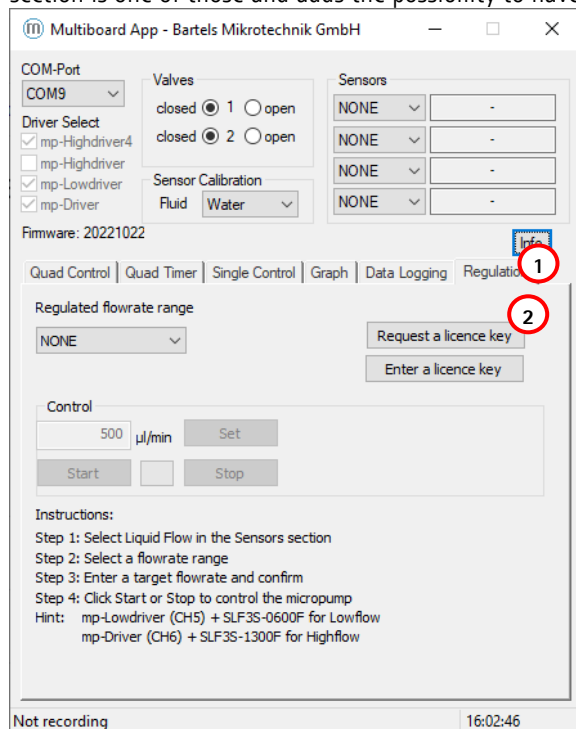 section is one of those and adds the possibility to have
Multiboard App - Bartels Mikrotechnik GmbH
COM-Port
COM9
Driver Select
mp-Highdriver4
mp-Highdriver
mp-Lowdriver
mp-Driver
Firmware: 20221022
Valves
closed 1 open
closed 2 open
Sensor Calibration
Fluid Water
Sensors
NONE -
NONE -
NONE -
NONE -
Info
1
Quad Control Quad Timer Single Control Graph Data Logging Regulation
2
Regulated flowrate range
NONE
Request a licence key
Enter a licence key
Control
500 µl/min Set
Start Stop
Instructions:
Step 1: Select Liquid Flow in the Sensors section
Step 2: Select a flowrate range
Step 3: Enter a target flowrate and confirm
Step 4: Click Start or Stop to control the micropump
Hint: mp-Lowdriver (CH5) + SLF3S-0600F for Lowflow
mp-Driver (CH6) + SLF3S-1300F for Highflow
Not recording 16:02:46